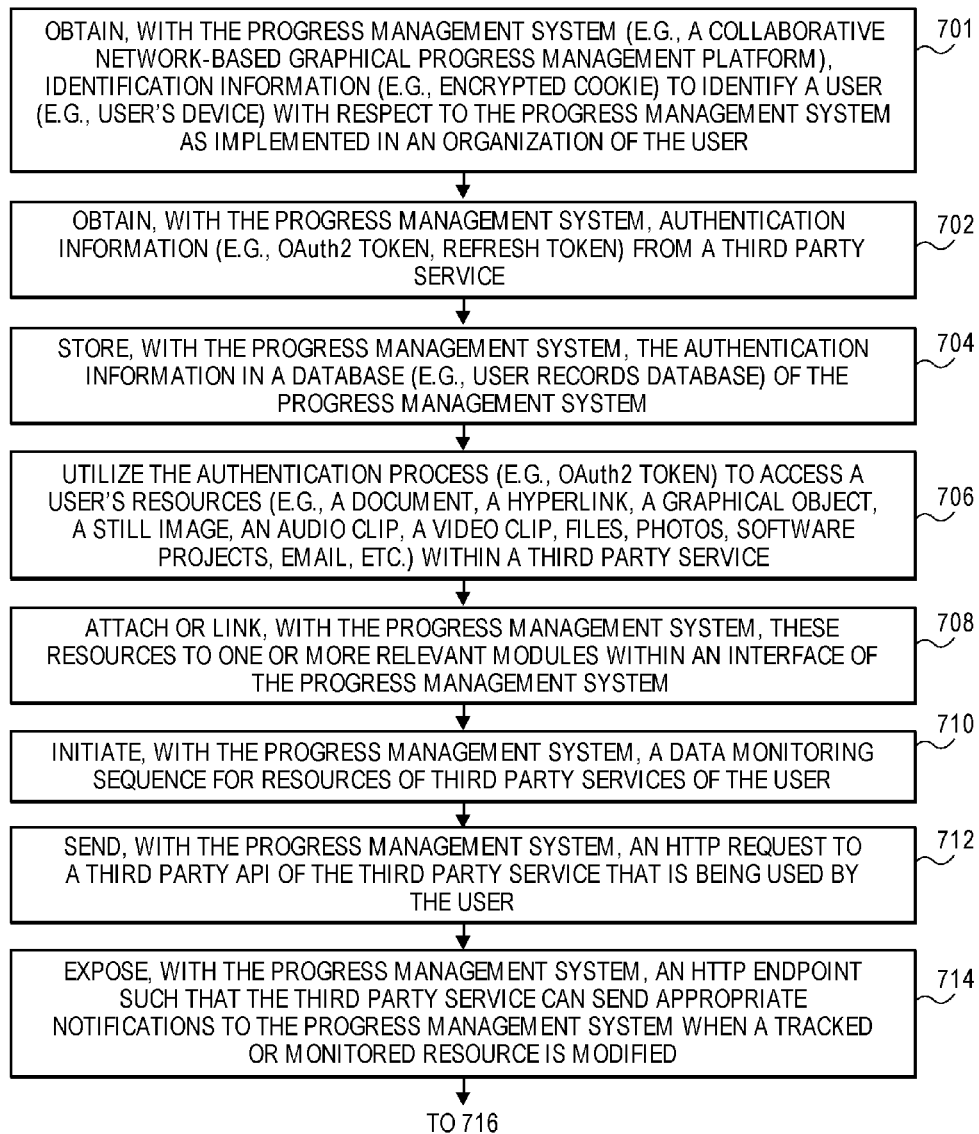 OBTAIN, WITH THE PROGRESS MANAGEMENT SYSTEM (E.G., A COLLABORATIVE
NETWORK-BASED GRAPHICAL PROGRESS MANAGEMENT PLATFORM),
IDENTIFICATION INFORMATION (E.G., ENCRYPTED COOKIE) TO IDENTIFY A USER
(E.G., USER'S DEVICE) WITH RESPECT TO THE PROGRESS MANAGEMENT SYSTEM
AS IMPLEMENTED IN AN ORGANIZATION OF THE USER
701
OBTAIN, WITH THE PROGRESS MANAGEMENT SYSTEM, AUTHENTICATION
INFORMATION (E.G., OAuth2 TOKEN, REFRESH TOKEN) FROM A THIRD PARTY
SERVICE
702
STORE, WITH THE PROGRESS MANAGEMENT SYSTEM, THE AUTHENTICATION
INFORMATION IN A DATABASE (E.G., USER RECORDS DATABASE) OF THE
PROGRESS MANAGEMENT SYSTEM
704
UTILIZE THE AUTHENTICATION PROCESS (E.G., OAuth2 TOKEN) TO ACCESS A
USER'S RESOURCES (E.G., A DOCUMENT, A HYPERLINK, A GRAPHICAL OBJECT,
A STILL IMAGE, AN AUDIO CLIP, A VIDEO CLIP, FILES, PHOTOS, SOFTWARE
PROJECTS, EMAIL, ETC.) WITHIN A THIRD PARTY SERVICE
706
ATTACH OR LINK, WITH THE PROGRESS MANAGEMENT SYSTEM, THESE
RESOURCES TO ONE OR MORE RELEVANT MODULES WITHIN AN INTERFACE OF
THE PROGRESS MANAGEMENT SYSTEM
708
INITIATE, WITH THE PROGRESS MANAGEMENT SYSTEM, A DATA MONITORING
SEQUENCE FOR RESOURCES OF THIRD PARTY SERVICES OF THE USER
710
SEND, WITH THE PROGRESS MANAGEMENT SYSTEM, AN HTTP REQUEST TO
A THIRD PARTY API OF THE THIRD PARTY SERVICE THAT IS BEING USED BY
THE USER
712
EXPOSE, WITH THE PROGRESS MANAGEMENT SYSTEM, AN HTTP ENDPOINT
SUCH THAT THE THIRD PARTY SERVICE CAN SEND APPROPRIATE
NOTIFICATIONS TO THE PROGRESS MANAGEMENT SYSTEM WHEN A TRACKED
OR MONITORED RESOURCE IS MODIFIED
714
TO 716